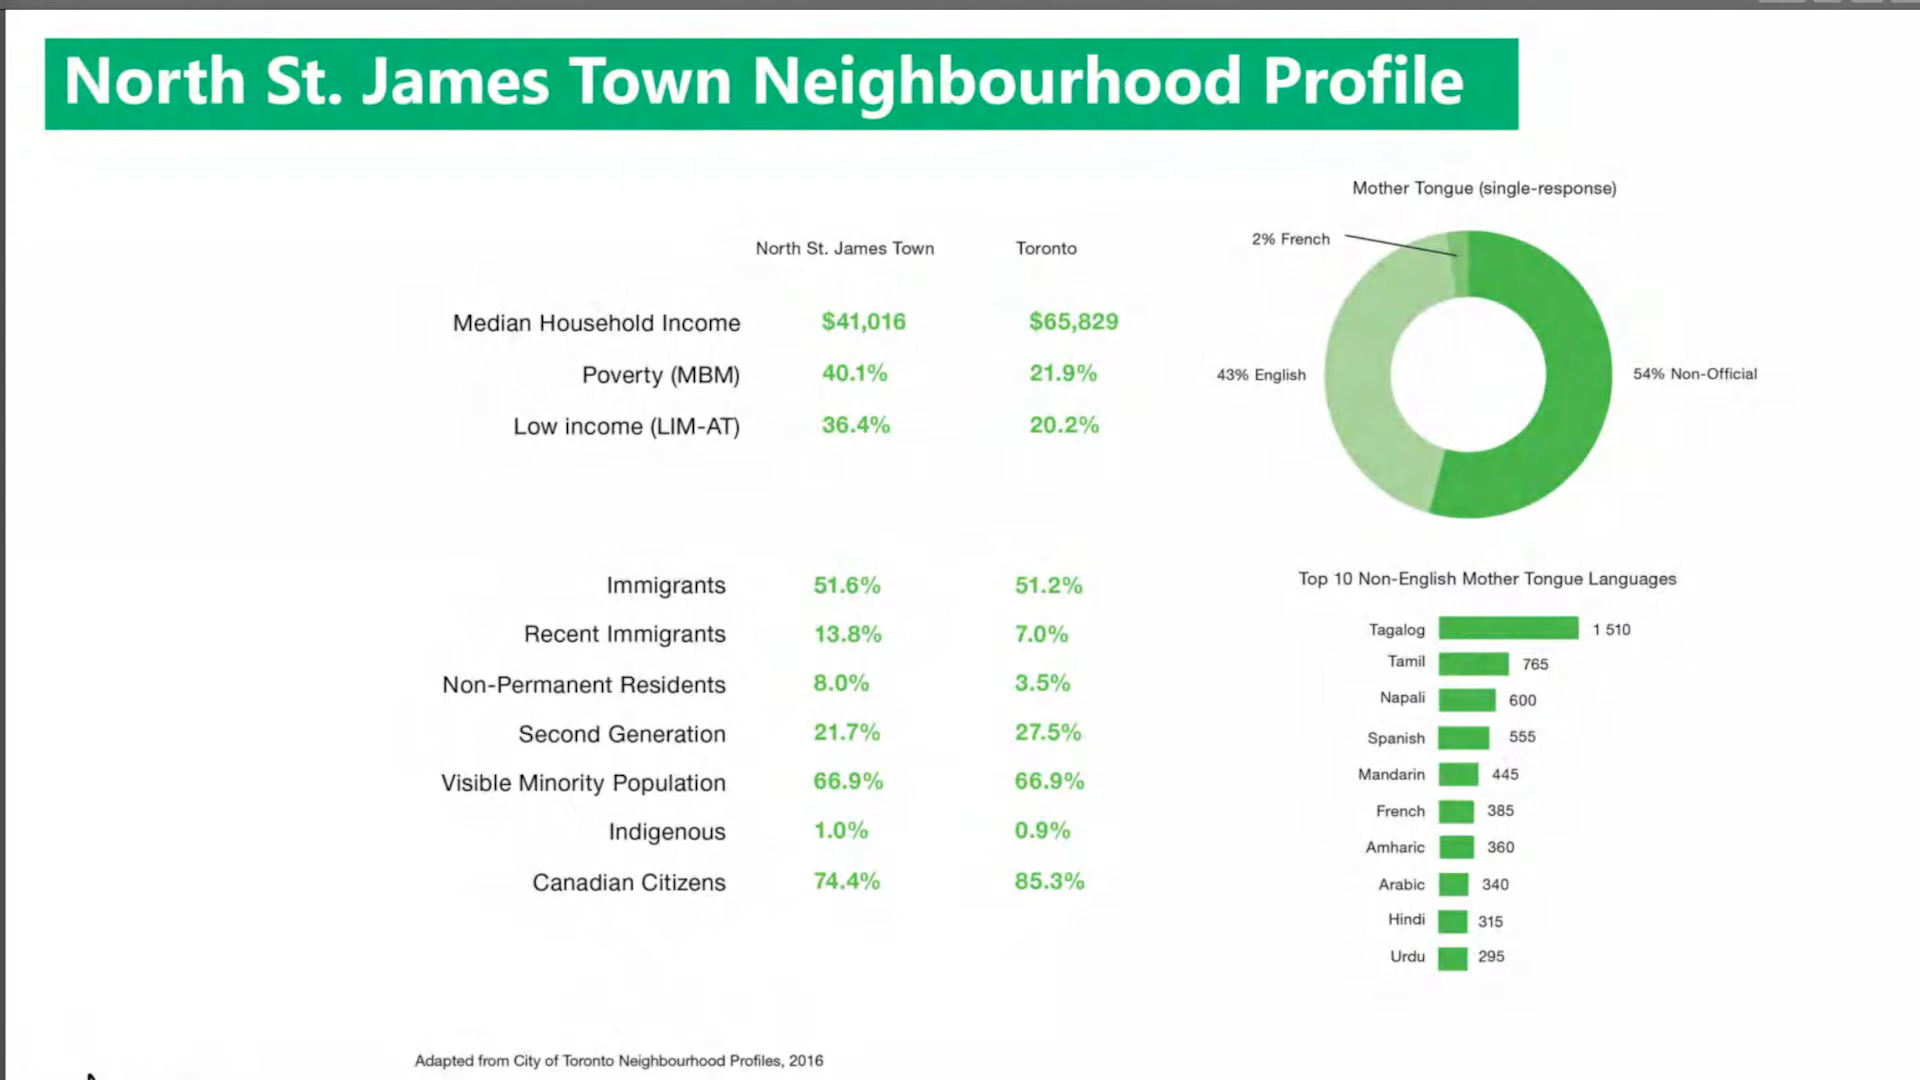 North St. James Town Neighbourhood Profile
North St. James Town Toronto
Median Household Income $41,016 $65,829
Poverty (MBM) 40.1% 21.9%
Low income (LIM-AT) 36.4% 20.2%
Immigrants 51.6% 51.2%
Recent Immigrants 13.8% 7.0%
Non-Permanent Residents 8.0% 3.5%
Second Generation 21.7% 27.5%
Visible Minority Population 66.9% 66.9%
Indigenous 1.0% 0.9%
Canadian Citizens 74.4% 85.3%
Mother Tongue (single-response)
2% French
43% English
54% Non-Official
Top 10 Non-English Mother Tongue Languages
Tagalog 1 510
Tamil 765
Napali 600
Spanish 555
Mandarin 445
French 385
Amharic 360
Arabic 340
Hindi 315
Urdu 295
Adapted from City of Toronto Neighbourhood Profiles, 2016